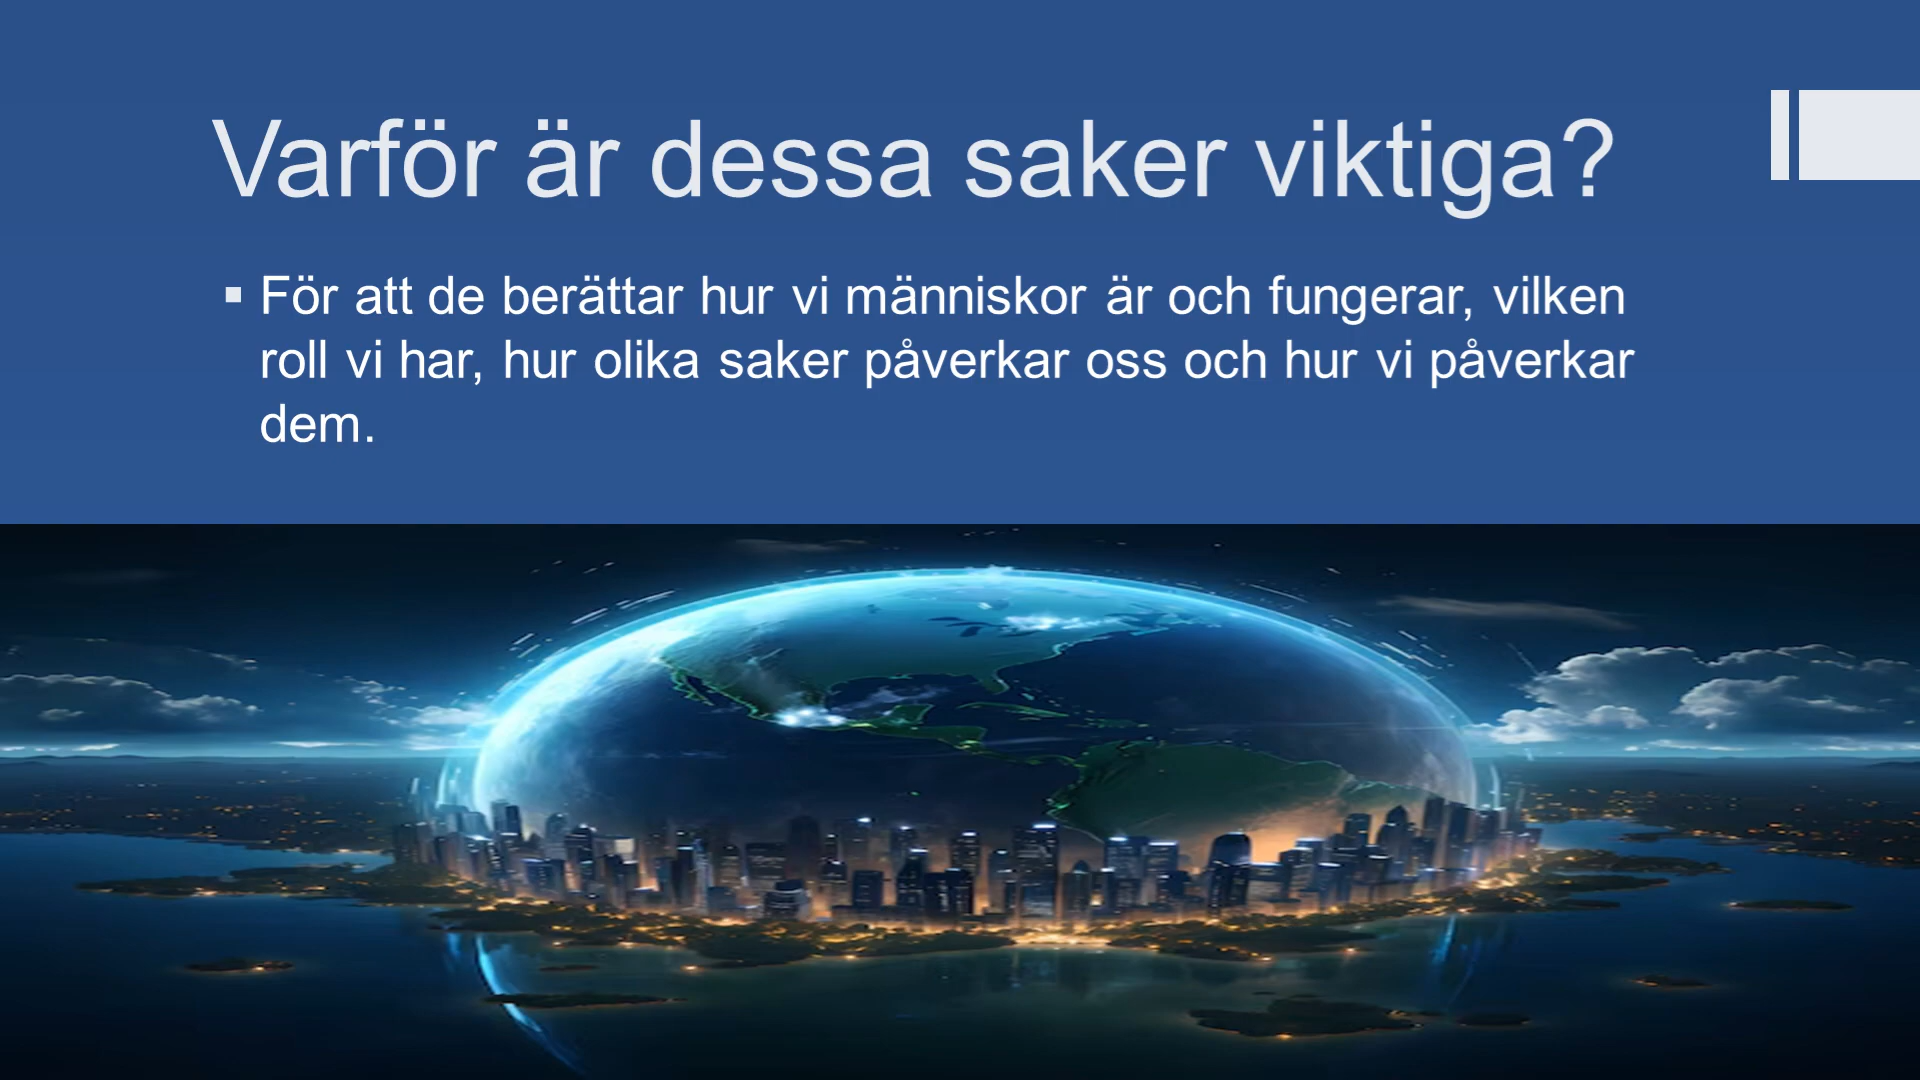 Varför är dessa saker viktiga?
▪ För att de berättar hur vi människor är och fungerar, vilken
roll vi har, hur olika saker påverkar oss och hur vi påverkar
dem.